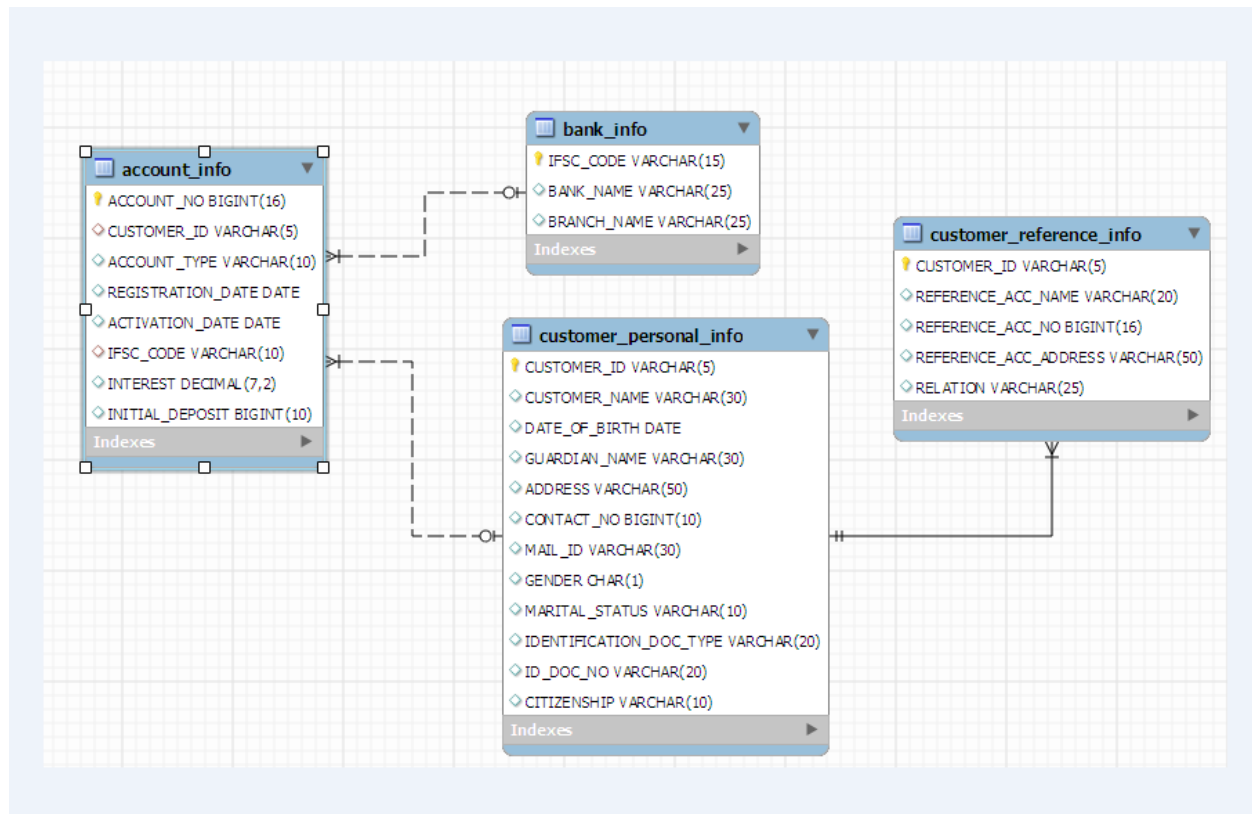 account_info
ACCOUNT_NO BIGINT(16)
CUSTOMER_ID VARCHAR(5)
ACCOUNT_TYPE VARCHAR(10)
REGISTRATION_DATE DATE
ACTIVATION_DATE DATE
IFSC_CODE VARCHAR(10)
INTEREST DECIMAL(7,2)
INITIAL_DEPOSIT BIGINT(10)
Indexes
bank_info
IFSC_CODE VARCHAR(15)
BANK_NAME VARCHAR(25)
BRANCH_NAME VARCHAR(25)
Indexes
customer_personal_info
CUSTOMER_ID VARCHAR(5)
CUSTOMER_NAME VARCHAR(30)
DATE_OF_BIRTH DATE
GUARDIAN_NAME VARCHAR(30)
ADDRESS VARCHAR(50)
CONTACT_NO BIGINT(10)
MAIL_ID VARCHAR(30)
GENDER CHAR(1)
MARITAL_STATUS VARCHAR(10)
IDENTIFICATION_DOC_TYPE VARCHAR(20)
ID_DOC_NO VARCHAR(20)
CITIZENSHIP VARCHAR(10)
Indexes
customer_reference_info
CUSTOMER_ID VARCHAR(5)
REFERENCE_ACC_NAME VARCHAR(20)
REFERENCE_ACC_NO BIGINT(16)
REFERENCE_ACC_ADDRESS VARCHAR(50)
RELATION VARCHAR(25)
Indexes